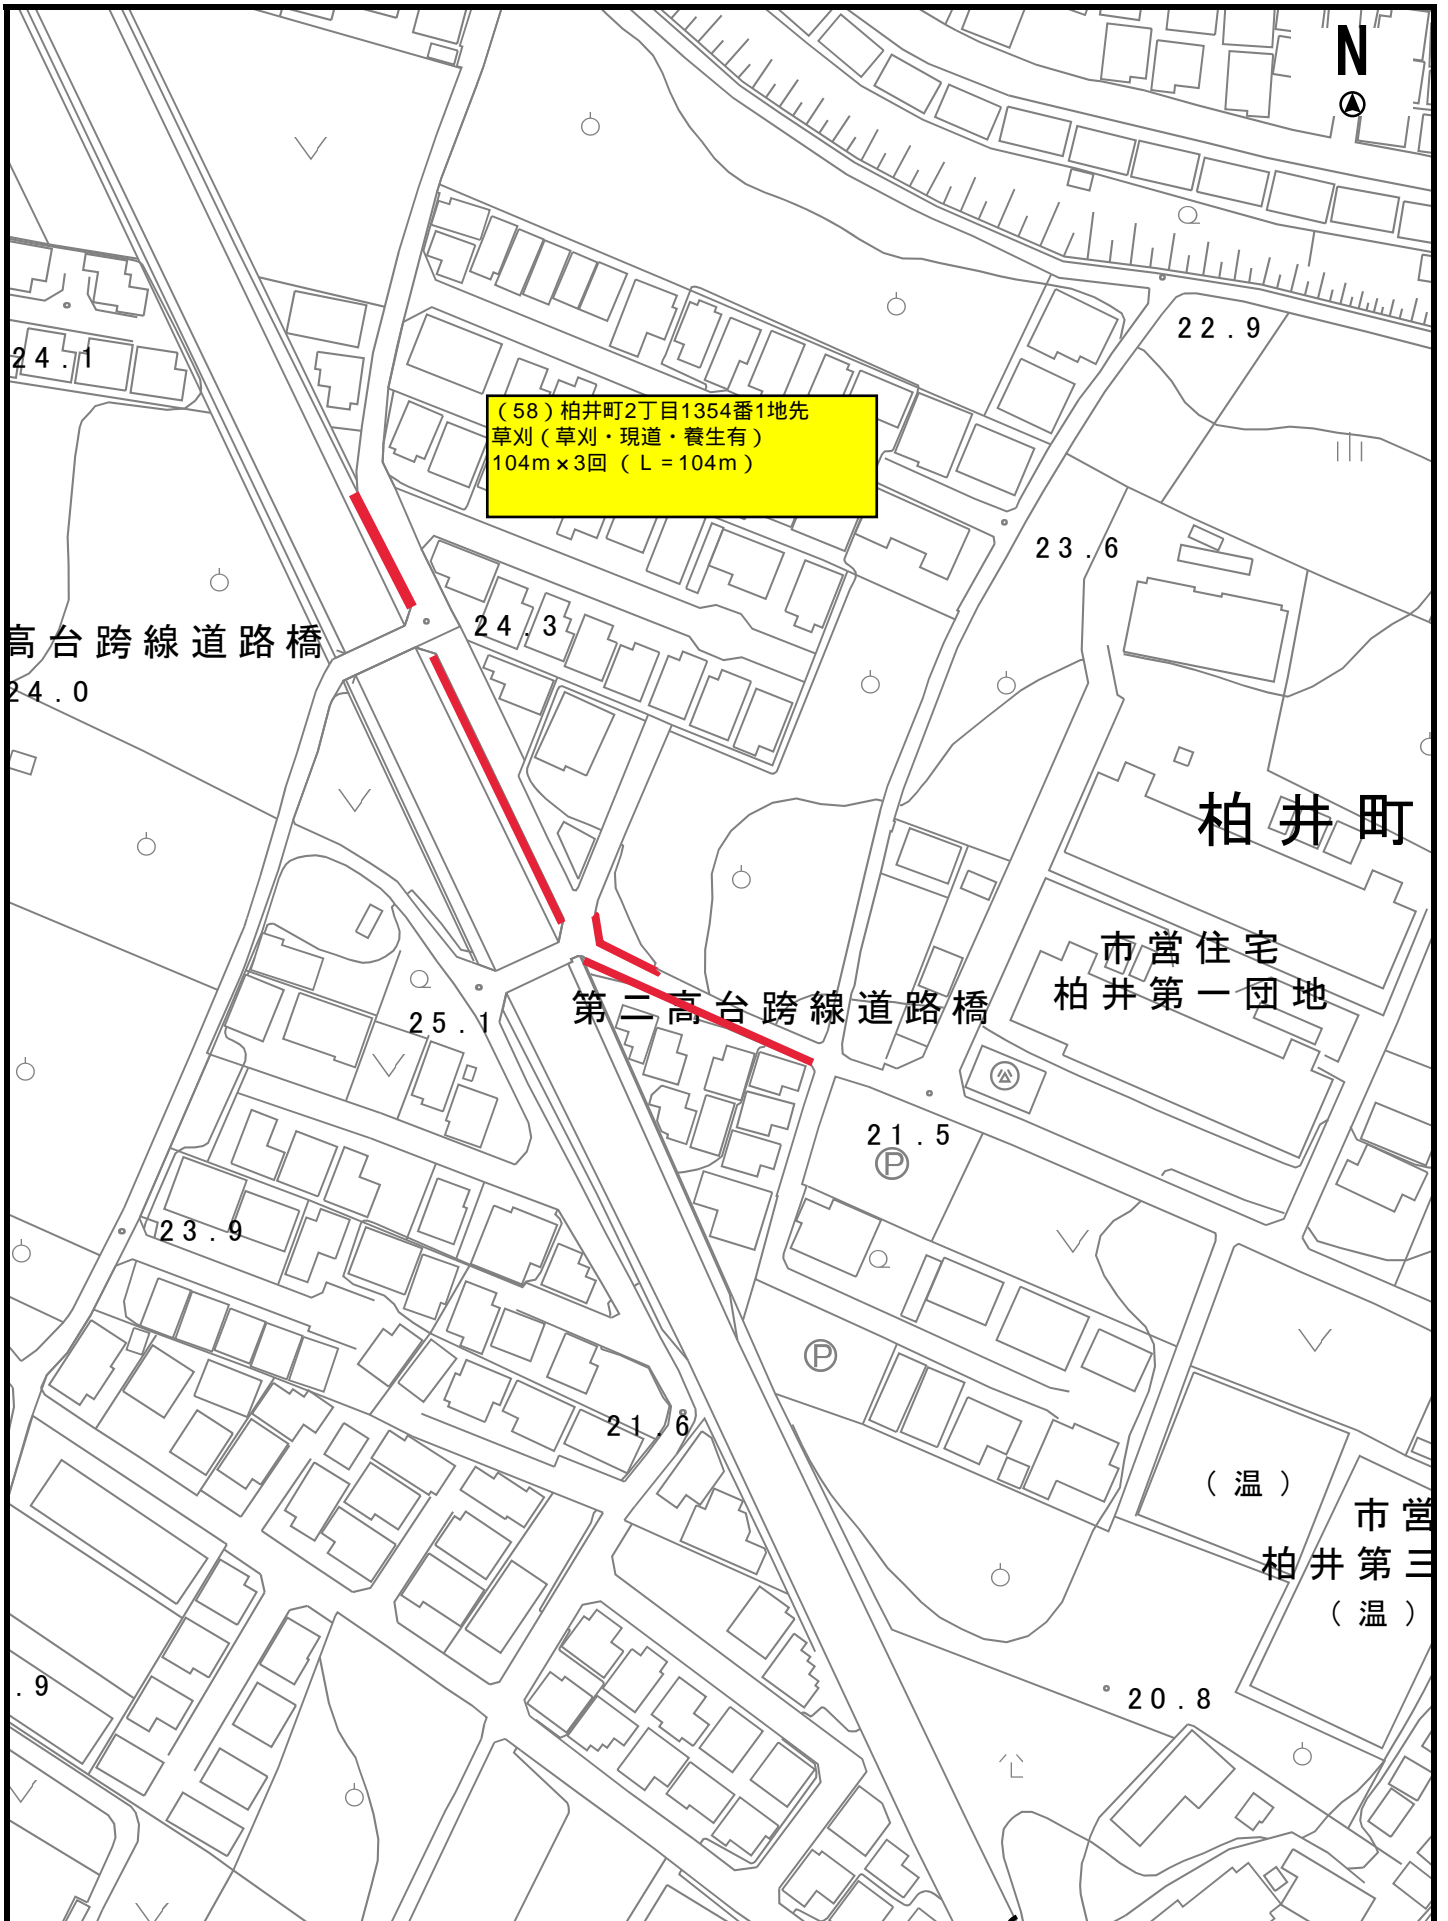 N
22.9
24.1
（58）柏井町2丁目1354番1地先
草刈（草刈・現道・養生有）
104m×3回（L=104m）
23.6
24.3
高台跨線道路橋
24.0
柏井町
市営住宅
柏井第一団地
第二高台跨線道路橋
25.1
21.5
P
23.9
P
21.6
（温）
市営
柏井第三
（温）
.9
20.8